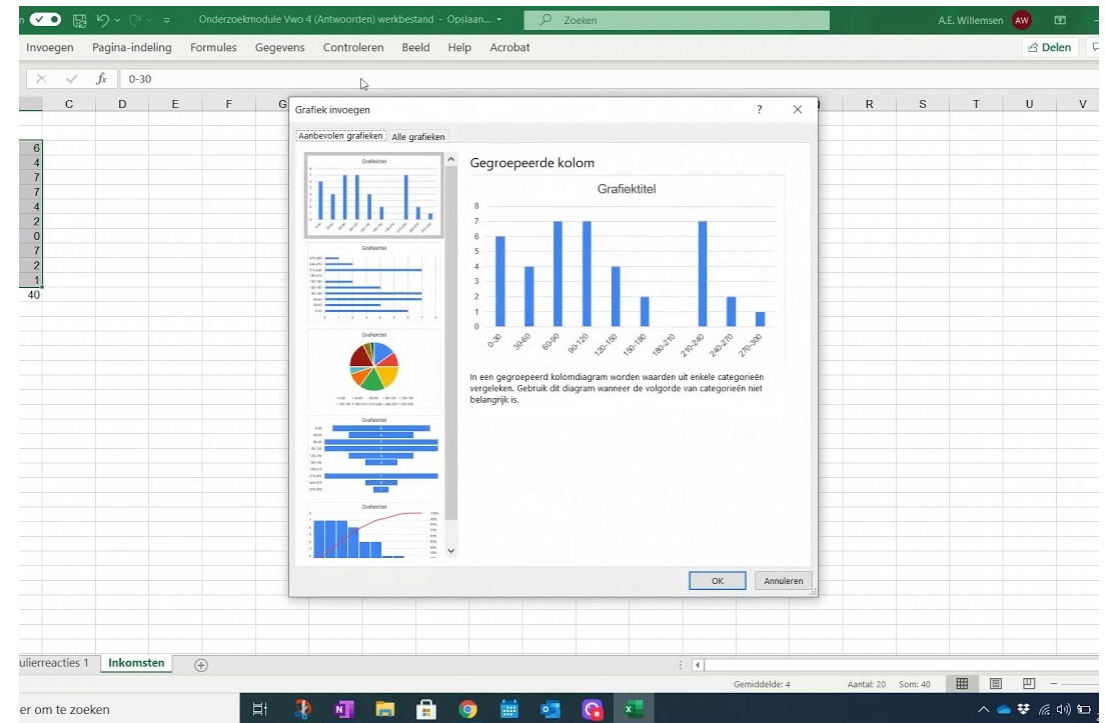 Onderzoekmodule Vwo 4 (Antwoorden) werkbestand - Opslaan... Zoeken A.E. Willemsen AW
Invoegen Pagina-indeling Formules Gegevens Controleren Beeld Help Acrobat Delen
fx 0-30
C D E F G R S T U V
Grafiek invoegen ?
Aanbevolen grafieken Alle grafieken
6
4
7
7
4
2
0
7
2
1
40
Grafiektitel
Grafiektitel
Grafiektitel
Grafiektitel
Grafiektitel
Gegroepeerde kolom
Grafiektitel
8
7
6
5
4
3
2
1
0
0-30 30-60 60-90 90-120 120-150 150-180 180-210 210-240 240-270 270-300
In een gegroepeerd kolomdiagram worden waarden uit enkele categorieën
vergeleken. Gebruik dit diagram wanneer de volgorde van categorieën niet
belangrijk is.
OK Annuleren
ulierreacties 1 Inkomsten
Gemiddelde: 4 Aantal: 20 Som: 40
er om te zoeken